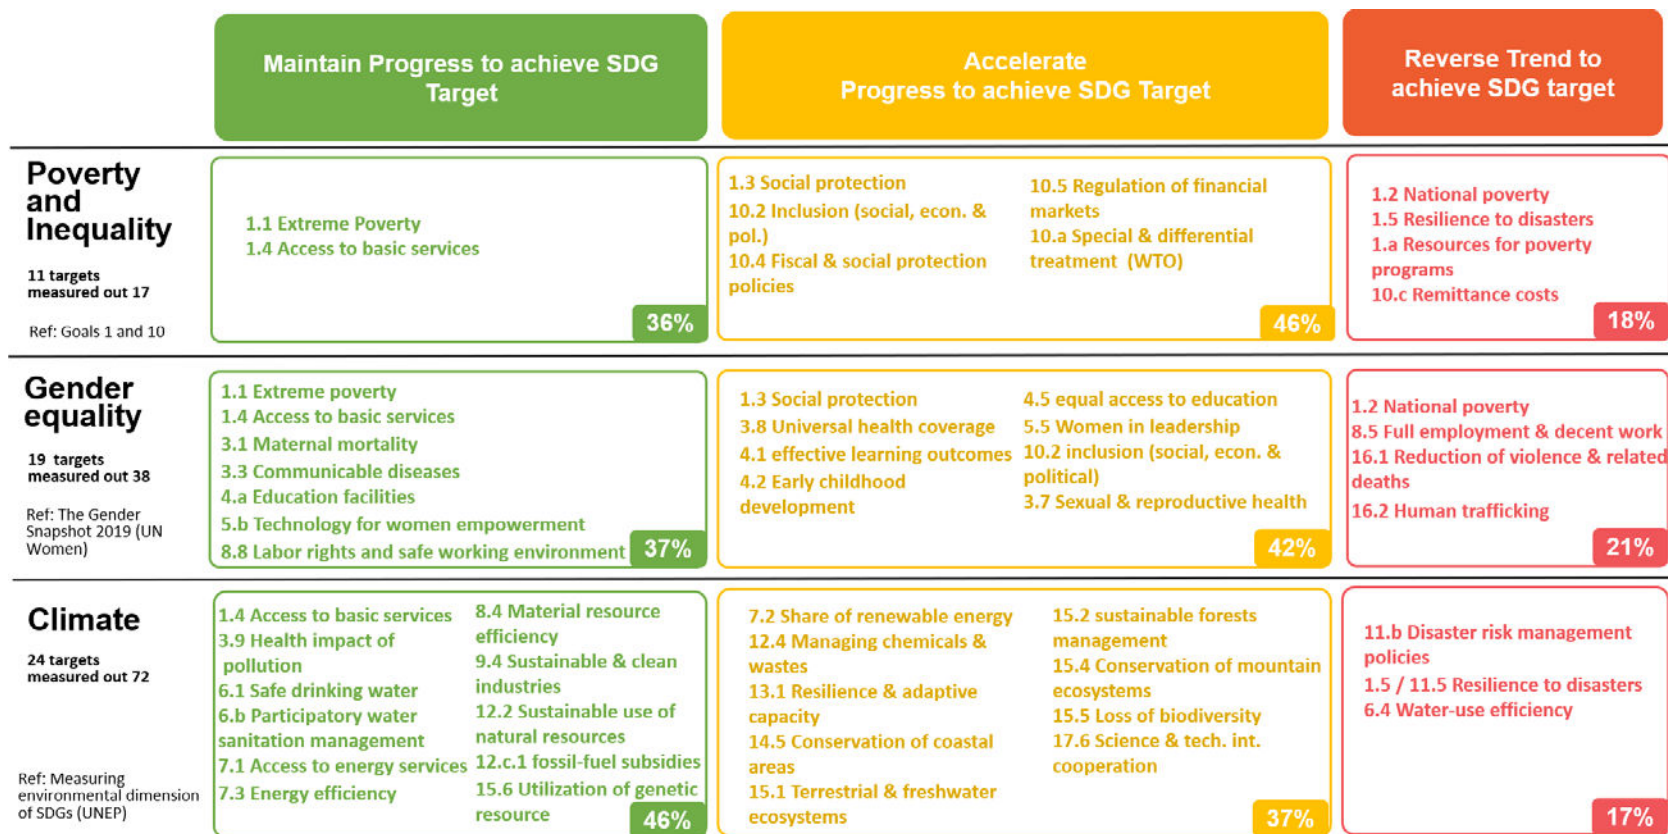 Maintain Progress to achieve SDG
Target
Accelerate
Progress to achieve SDG Target
Reverse Trend to
achieve SDG target
Poverty
and
Inequality
11 targets
measured out 17
Ref: Goals 1 and 10
1.1 Extreme Poverty
1.4 Access to basic services
36%
1.3 Social protection
10.2 Inclusion (social, econ. &
pol.)
10.4 Fiscal & social protection
policies
10.5 Regulation of financial
markets
10.a Special & differential
treatment (WTO)
46%
1.2 National poverty
1.5 Resilience to disasters
1.a Resources for poverty
programs
10.c Remittance costs
18%
Gender
equality
19 targets
measured out 38
Ref: The Gender
Snapshot 2019 (UN
Women)
1.1 Extreme poverty
1.4 Access to basic services
3.1 Maternal mortality
3.3 Communicable diseases
4.a Education facilities
5.b Technology for women empowerment
8.8 Labor rights and safe working environment
37%
1.3 Social protection
3.8 Universal health coverage
4.1 effective learning outcomes
4.2 Early childhood
development
4.5 equal access to education
5.5 Women in leadership
10.2 inclusion (social, econ. &
political)
3.7 Sexual & reproductive health
42%
1.2 National poverty
8.5 Full employment & decent work
16.1 Reduction of violence & related
deaths
16.2 Human trafficking
21%
Climate
24 targets
measured out 72
Ref: Measuring
environmental dimension
of SDGs (UNEP)
1.4 Access to basic services
3.9 Health impact of
pollution
6.1 Safe drinking water
6.b Participatory water
sanitation management
7.1 Access to energy services
7.3 Energy efficiency
8.4 Material resource
efficiency
9.4 Sustainable & clean
industries
12.2 Sustainable use of
natural resources
12.c.1 fossil-fuel subsidies
15.6 Utilization of genetic
resource
46%
7.2 Share of renewable energy
12.4 Managing chemicals &
wastes
13.1 Resilience & adaptive
capacity
14.5 Conservation of coastal
areas
15.1 Terrestrial & freshwater
ecosystems
15.2 sustainable forests
management
15.4 Conservation of mountain
ecosystems
15.5 Loss of biodiversity
17.6 Science & tech. int.
cooperation
37%
11.b Disaster risk management
policies
1.5 / 11.5 Resilience to disasters
6.4 Water-use efficiency
17%